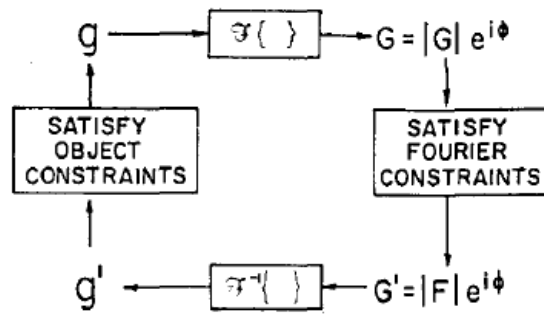 g
ℱ{ }
G = |G| e^{iϕ}
SATISFY
OBJECT
CONSTRAINTS
SATISFY
FOURIER
CONSTRAINTS
g'
ℱ⁻¹{ }
G' = |F| e^{iϕ}